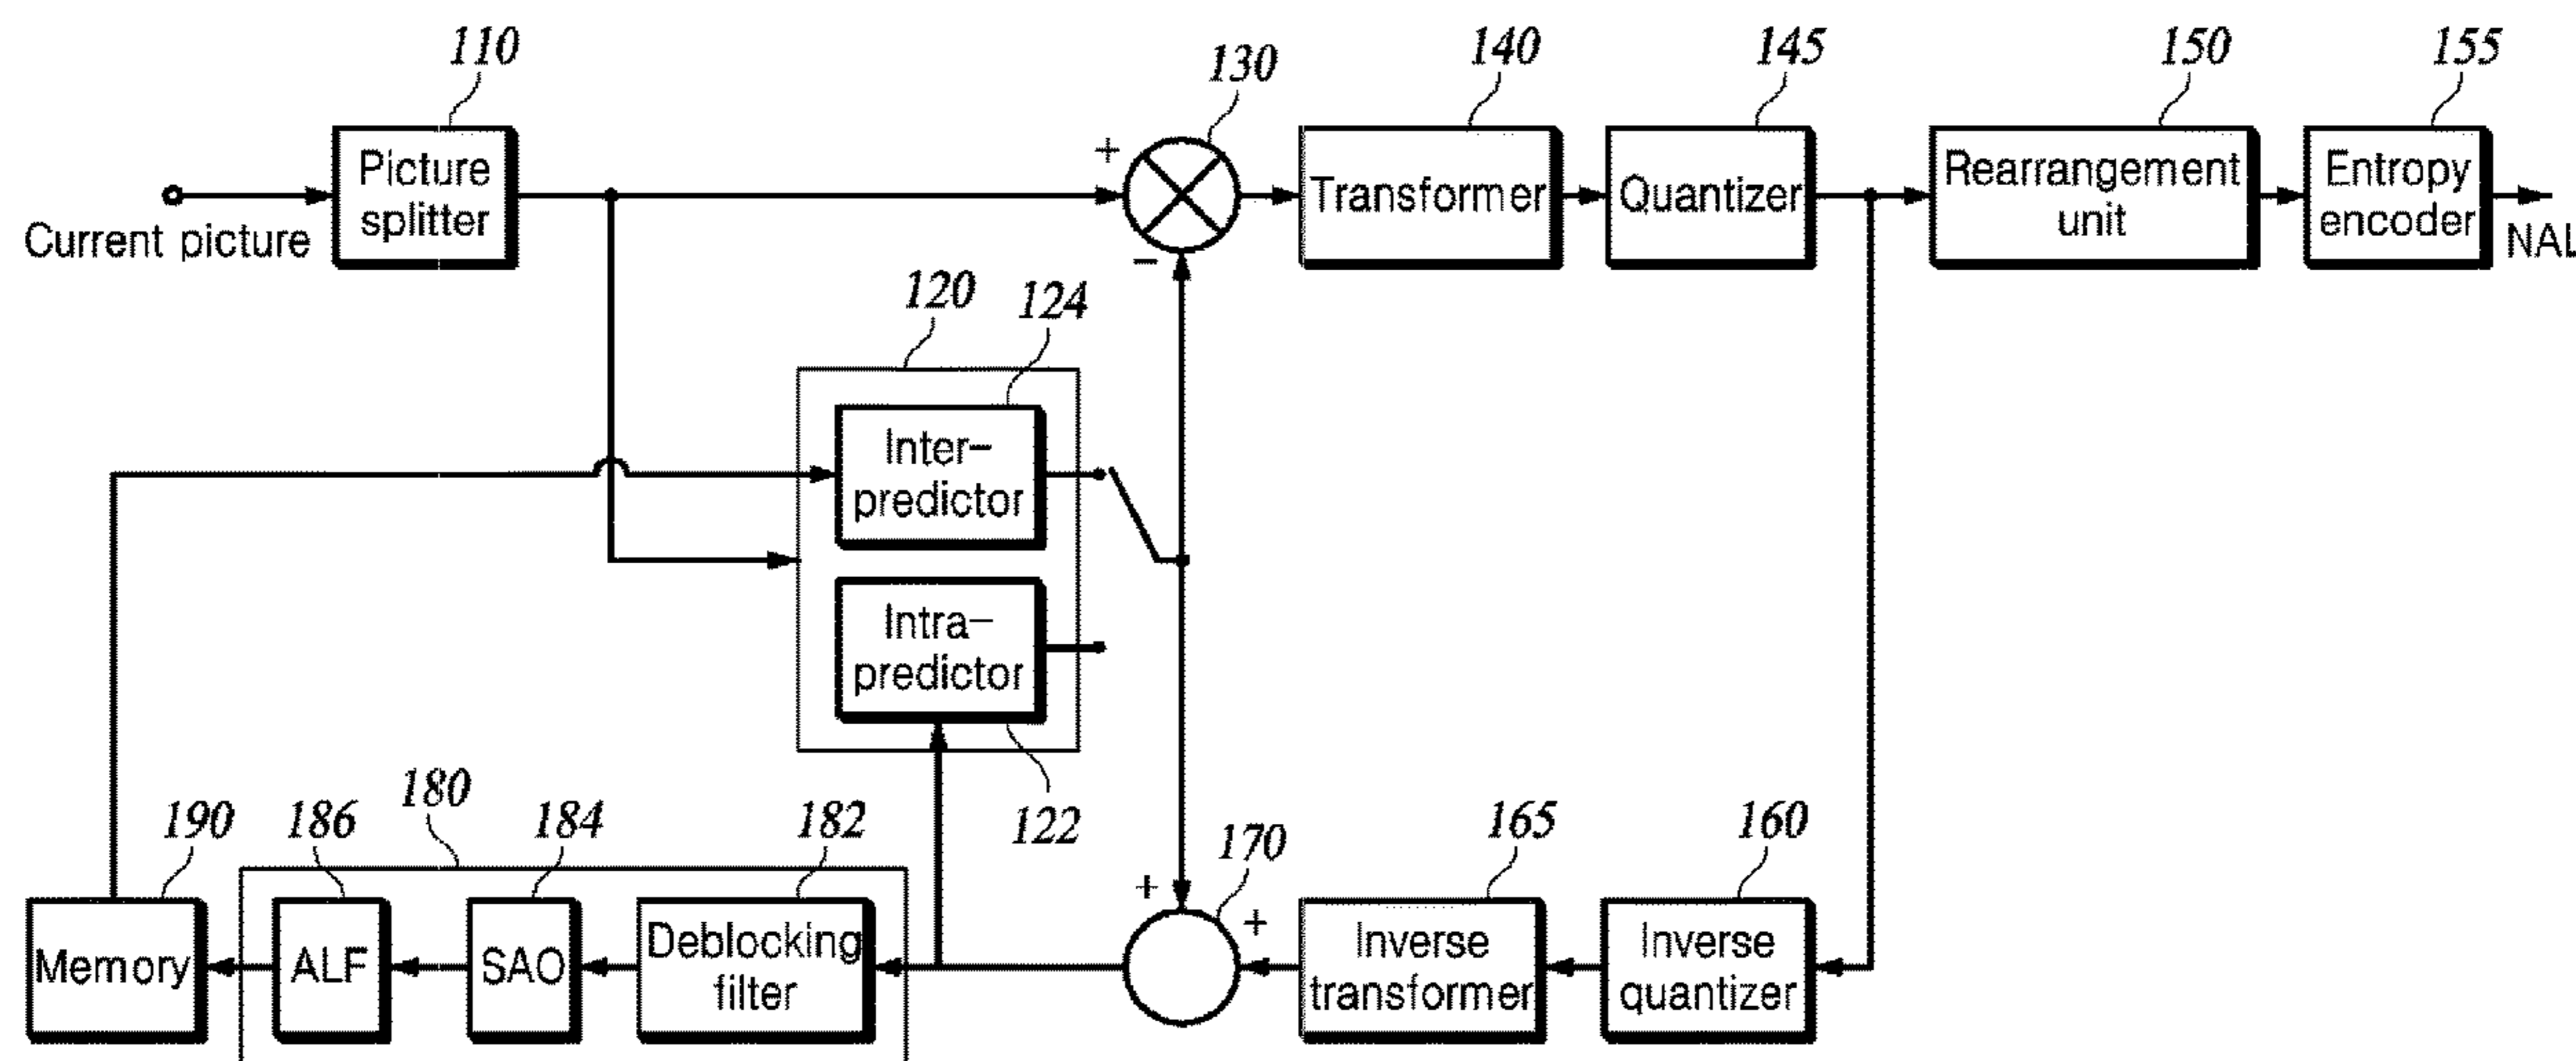 110
130
140
145
150
155
+
Picture
splitter
Transformer
Quantizer
Rearrangement
unit
Entropy
encoder
Current picture
-
NAL
120
124
Inter-
predictor
Intra-
predictor
122
190
186
180
184
182
170
165
160
+
+
Memory
ALF
SAO
Deblocking
filter
Inverse
transformer
Inverse
quantizer